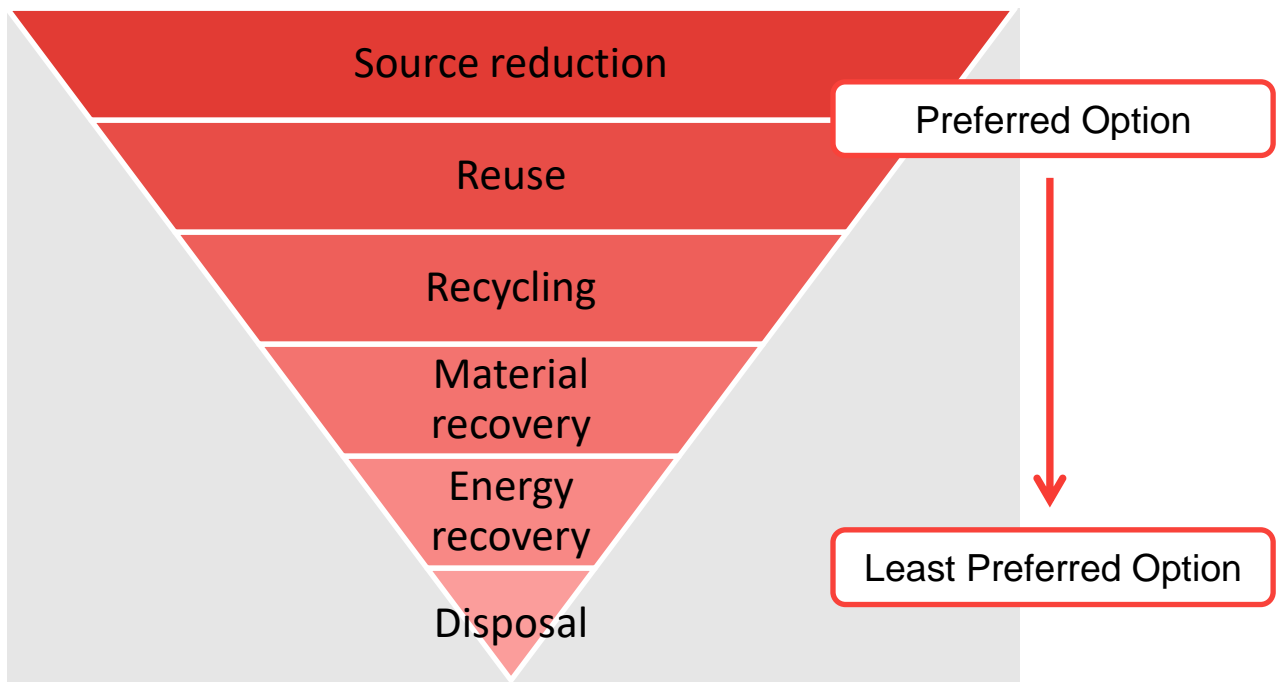 Source reduction
Preferred Option
Reuse
Recycling
Material
recovery
Energy
recovery
Least Preferred Option
Disposal